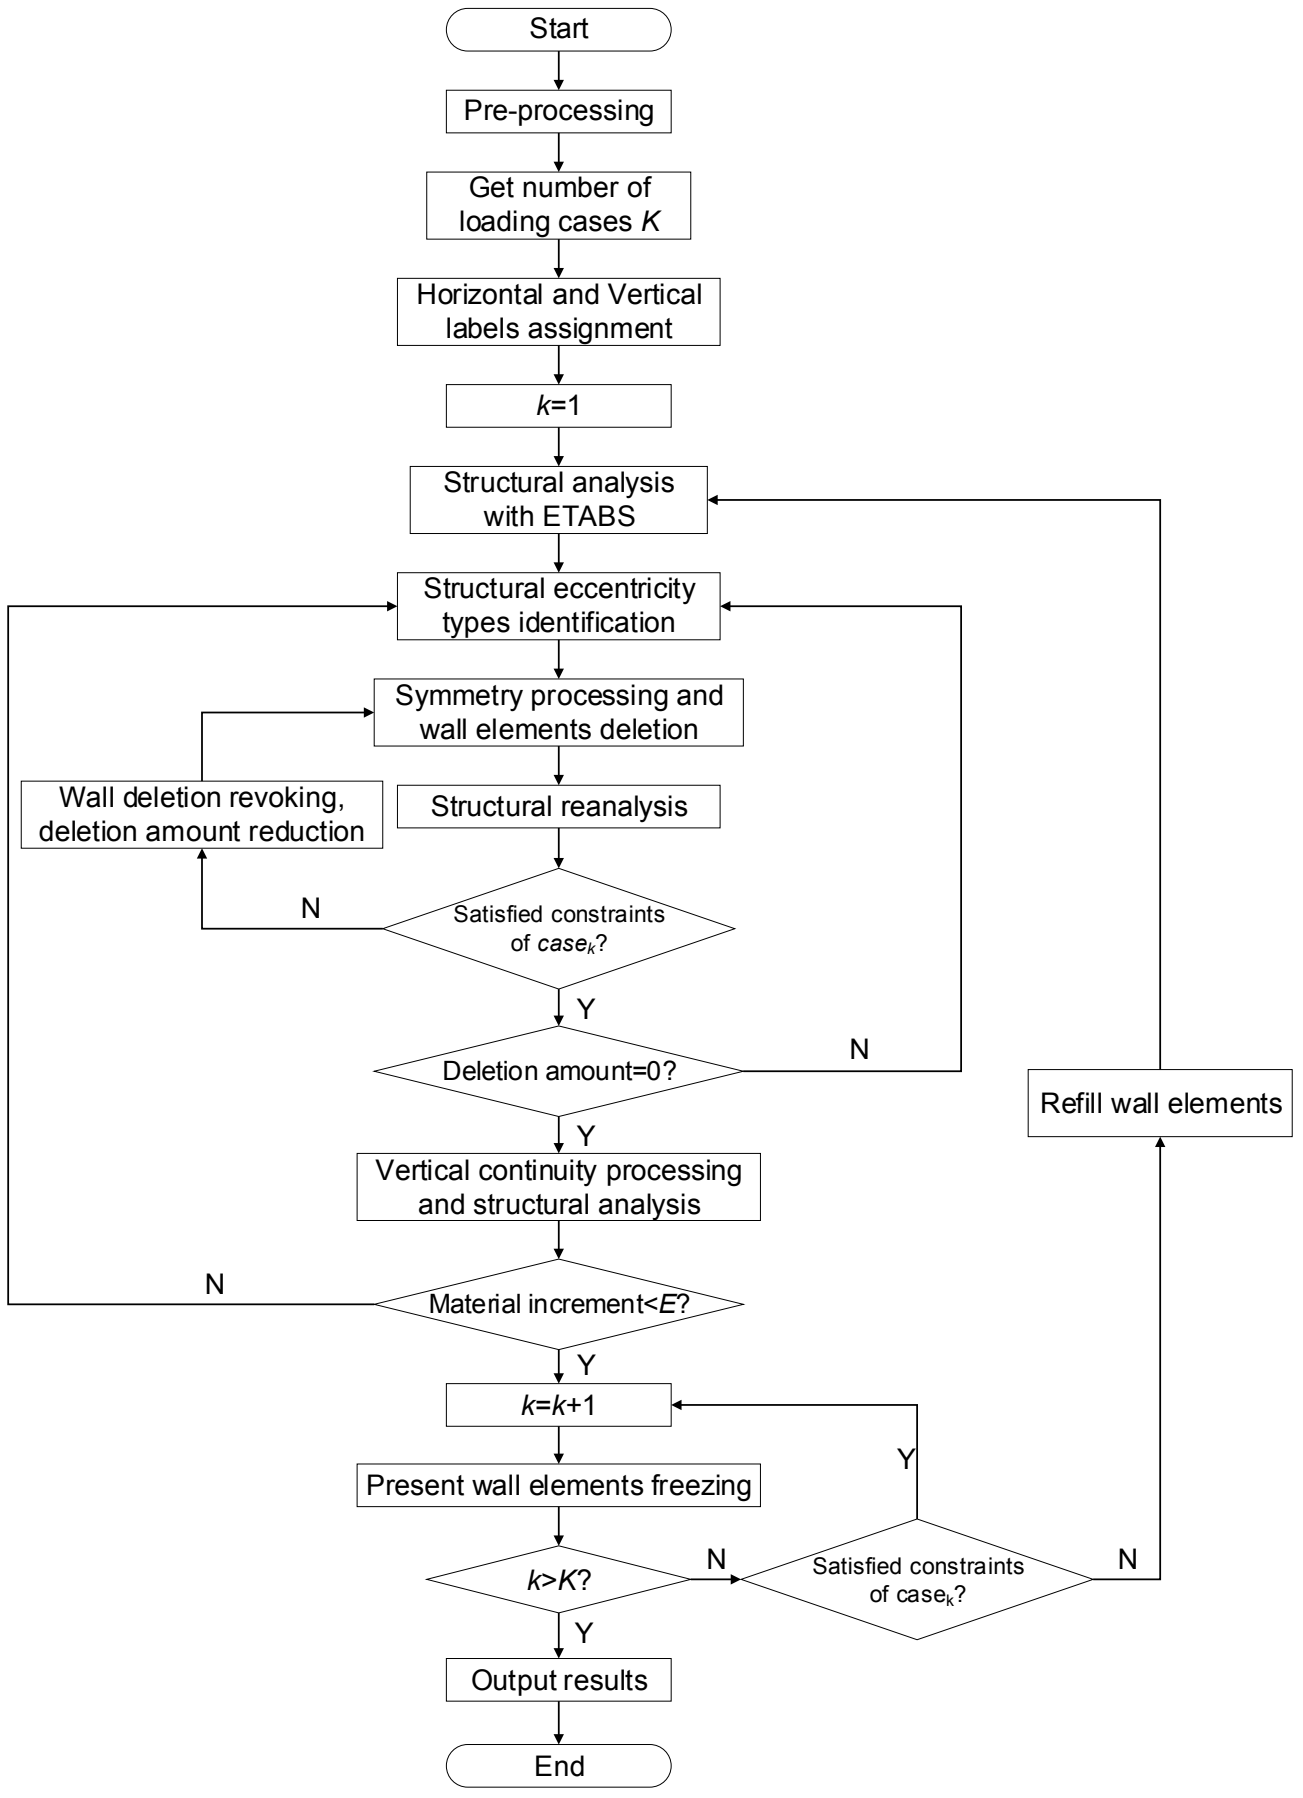 Start
Pre-processing
Get number of
loading cases K
Horizontal and Vertical
labels assignment
k=1
Structural analysis
with ETABS
Structural eccentricity
types identification
Symmetry processing and
wall elements deletion
Wall deletion revoking,
deletion amount reduction
Structural reanalysis
N
Satisfied constraints
of caseₖ?
Y
Deletion amount=0?
N
Y
Refill wall elements
Vertical continuity processing
and structural analysis
N
Material increment<E?
Y
k=k+1
Y
Present wall elements freezing
k>K?
N
Satisfied constraints
of caseₖ?
N
Y
Output results
End